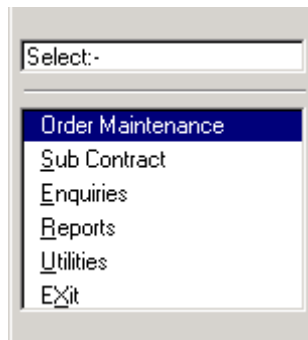 Select:-
Order Maintenance
Sub Contract
Enquiries
Reports
Utilities
EXit